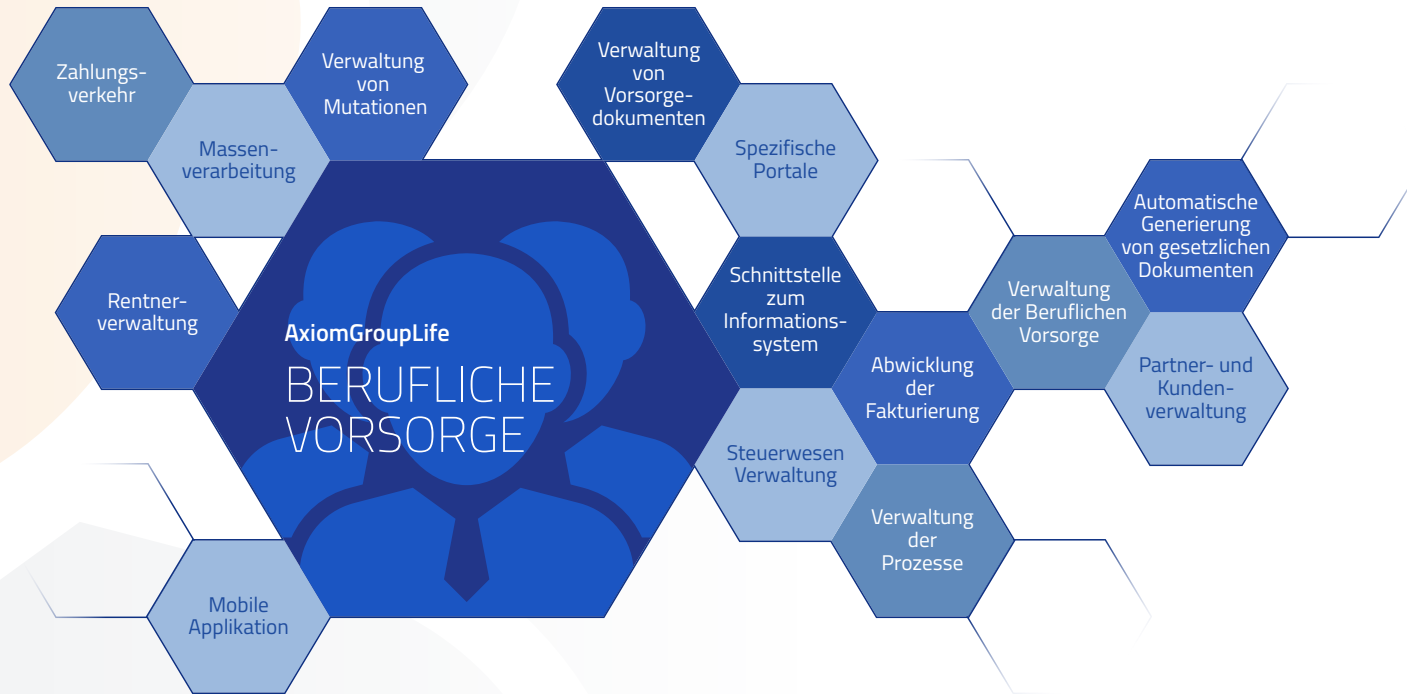 Zahlungs-
verkehr
Verwaltung
von
Mutationen
Massen-
verarbeitung
Rentner-
verwaltung
AxiomGroupLife
BERUFLICHE
VORSORGE
Mobile
Applikation
Verwaltung
von
Vorsorge-
dokumenten
Spezifische
Portale
Schnittstelle
zum
Informations-
system
Steuerwesen
Verwaltung
Abwicklung
der
Fakturierung
Verwaltung
der
Prozesse
Verwaltung
der Beruflichen
Vorsorge
Automatische
Generierung
von gesetzlichen
Dokumenten
Partner- und
Kunden-
verwaltung